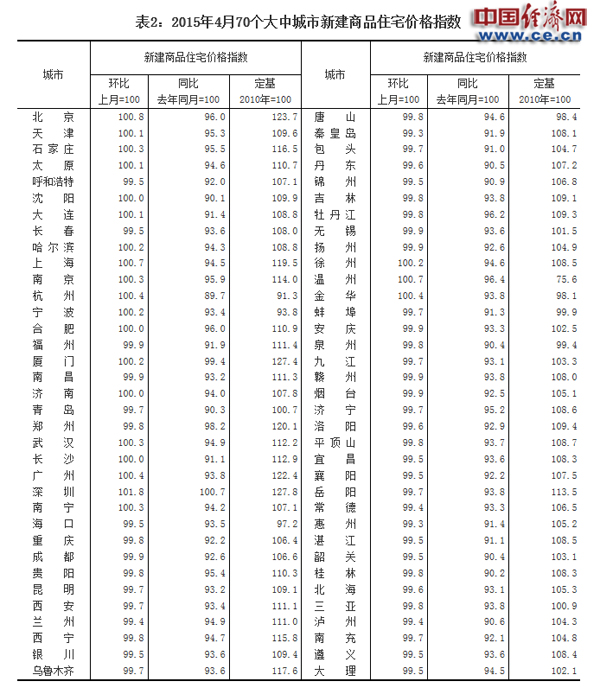 中国经济网
www.ce.cn
表2：2015年4月70个大中城市新建商品住宅价格指数
城市 新建商品住宅价格指数 城市 新建商品住宅价格指数
环比 同比 定基 环比 同比 定基
上月=100 去年同月=100 2010年=100 上月=100 去年同月=100 2010年=100
北京 100.8 96.0 123.7 唐山 99.8 94.6 98.4
天津 100.1 95.3 109.6 秦皇岛 99.3 91.9 108.1
石家庄 100.3 95.5 116.5 包头 99.7 91.0 104.7
太原 100.1 94.6 110.7 丹东 99.6 90.5 107.2
呼和浩特 99.5 92.0 107.1 锦州 99.5 90.9 106.8
沈阳 100.0 90.1 109.9 吉林 99.8 93.8 109.1
大连 100.1 91.4 108.8 牡丹江 99.8 96.2 109.3
长春 99.5 93.6 108.0 无锡 99.9 93.6 101.5
哈尔滨 100.2 94.3 108.8 扬州 99.9 92.6 104.9
上海 100.7 94.5 119.5 徐州 100.2 94.6 108.5
南京 100.3 95.9 114.0 温州 100.7 96.4 75.6
杭州 100.4 89.7 91.3 金华 100.4 93.8 98.1
宁波 100.2 93.4 93.8 蚌埠 99.7 91.3 99.9
合肥 100.0 96.0 110.9 安庆 99.9 93.3 102.5
福州 99.9 91.9 111.4 泉州 99.8 90.4 99.4
厦门 100.2 99.4 127.4 九江 99.7 93.1 103.3
南昌 99.9 93.2 111.3 赣州 99.9 93.8 108.0
济南 100.0 94.0 107.8 烟台 99.9 92.5 105.1
青岛 99.7 90.3 100.7 济宁 99.7 95.2 108.6
郑州 99.8 98.2 120.1 洛阳 99.6 92.9 109.4
武汉 100.3 94.9 112.2 平顶山 99.8 93.7 108.7
长沙 100.0 91.1 112.9 宜昌 99.5 93.6 108.3
广州 100.4 93.8 122.4 襄阳 99.5 92.2 107.5
深圳 101.8 100.7 127.8 岳阳 99.7 93.8 113.5
南宁 100.3 94.2 107.1 常德 99.4 93.3 106.5
海口 99.5 93.5 97.2 惠州 99.3 91.4 105.2
重庆 99.8 92.2 106.4 湛江 99.5 91.1 108.5
成都 99.9 92.6 106.6 韶关 99.5 90.4 103.1
贵阳 99.8 95.4 110.3 桂林 99.8 90.2 108.3
昆明 99.7 93.2 109.1 北海 99.6 93.1 105.3
西安 99.7 93.4 111.1 三亚 99.8 93.8 100.9
兰州 99.4 94.9 111.0 泸州 99.4 90.6 104.3
西宁 99.8 94.7 115.8 南充 99.7 92.1 104.8
银川 99.5 93.6 109.4 遵义 99.5 93.6 108.4
乌鲁木齐 99.7 93.6 117.6 大理 99.5 94.5 102.1